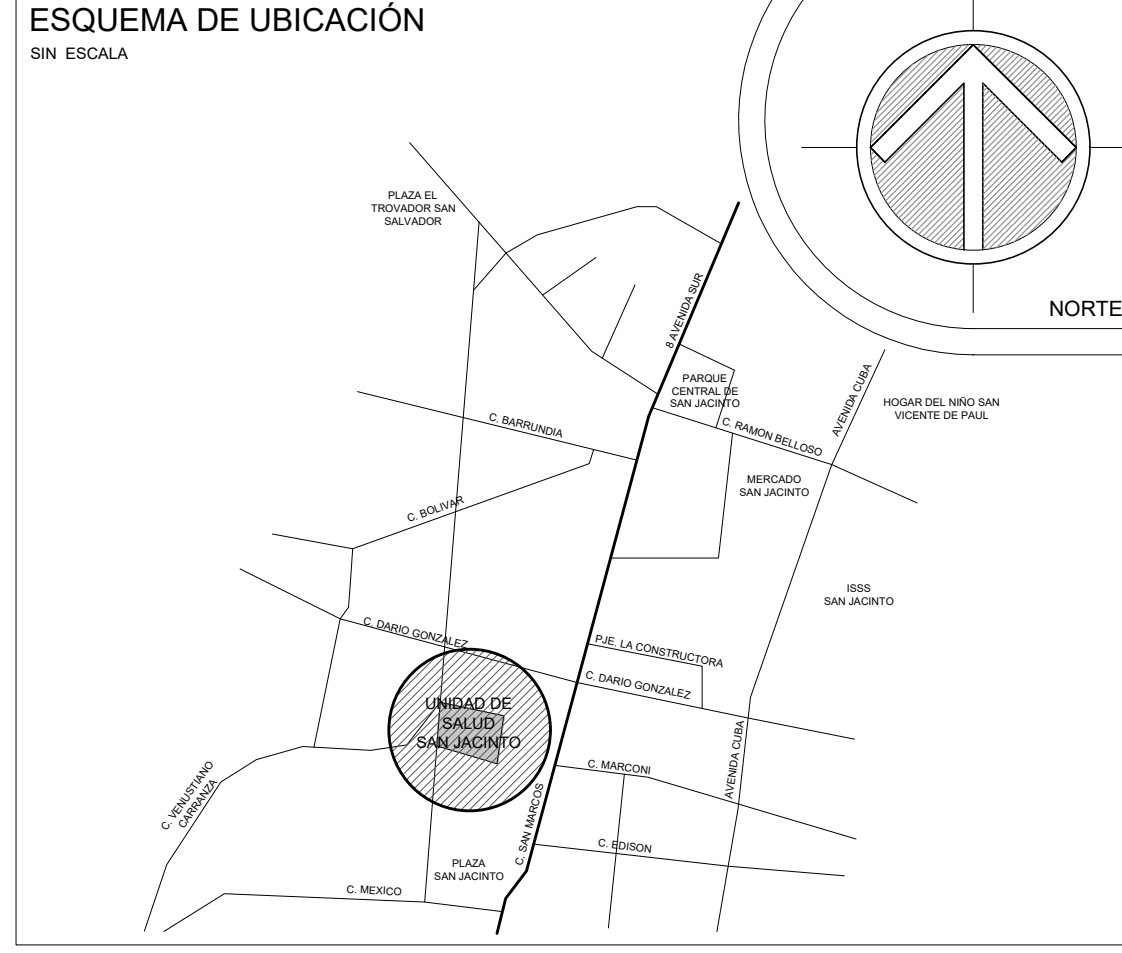 ESQUEMA DE UBICACIÓN
SIN ESCALA
NORTE
PLAZA EL
TROVADOR SAN
SALVADOR
8 AVENIDA SUR
PARQUE
CENTRAL DE
SAN JACINTO
AVENIDA CUBA
HOGAR DEL NIÑO SAN
VICENTE DE PAUL
C. BARRUNDIA
C. RAMON BELLOSO
MERCADO
SAN JACINTO
C. BOLIVAR
ISSS
SAN JACINTO
C. DARIO GONZALEZ
PJE. LA CONSTRUCTORA
C. DARIO GONZALEZ
UNIDAD DE
SALUD
SAN JACINTO
AVENIDA CUBA
C. MARCONI
C. VENUSTIANO
CARRANZA
C. SAN MARCOS
C. EDISON
PLAZA
SAN JACINTO
C. MEXICO